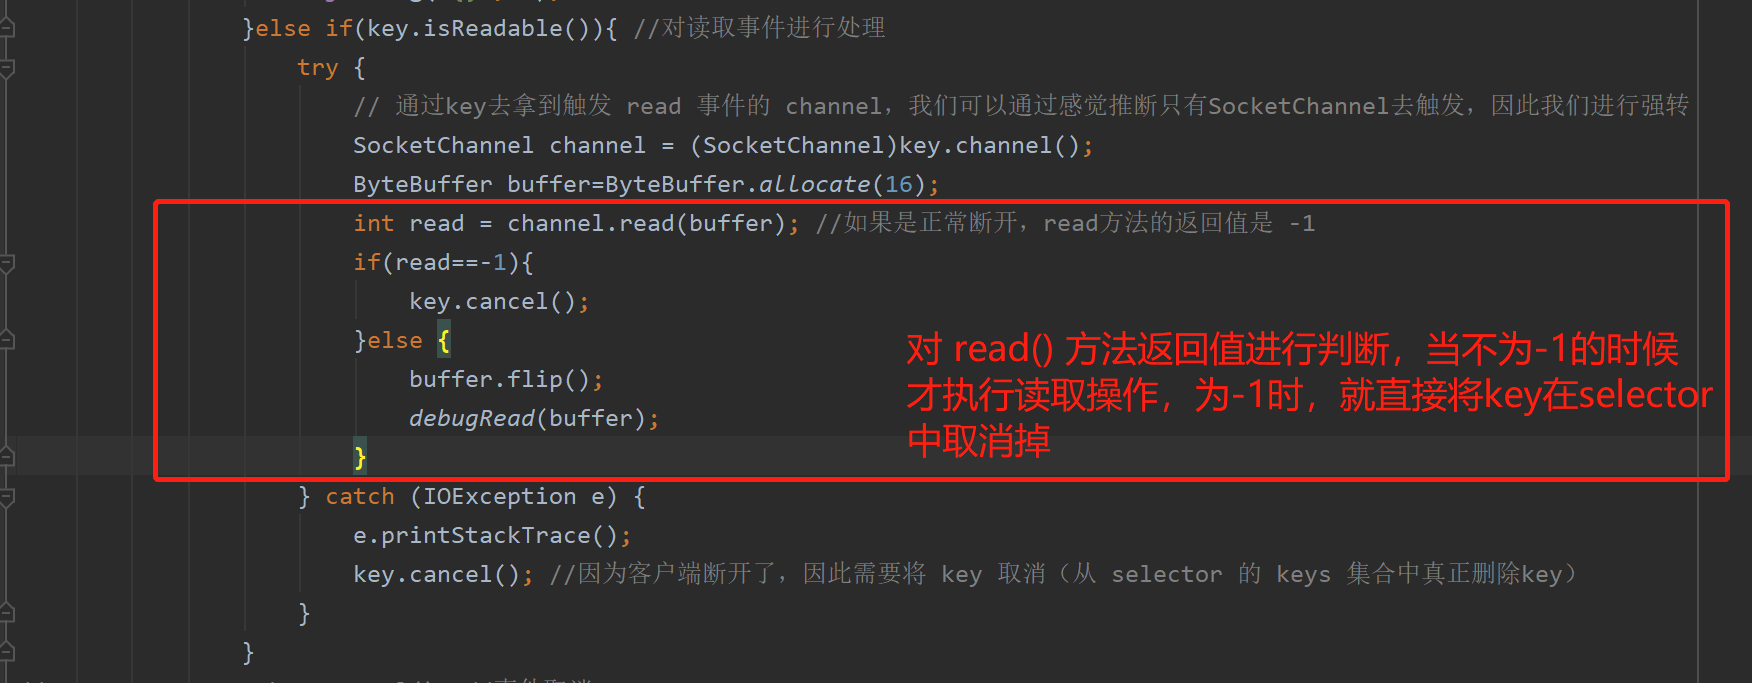 }else if(key.isReadable()){ //对读取事件进行处理
try {
// 通过key去拿到触发 read 事件的 channel，我们可以通过感觉推断只有SocketChannel去触发，因此我们进行强转
SocketChannel channel = (SocketChannel)key.channel();
ByteBuffer buffer=ByteBuffer.allocate(16);
int read = channel.read(buffer); //如果是正常断开，read方法的返回值是 -1
if(read==-1){
key.cancel();
}else {
buffer.flip();
debugRead(buffer);
}
对 read() 方法返回值进行判断，当不为-1的时候
才执行读取操作，为-1时，就直接将key在selector
中取消掉
} catch (IOException e) {
e.printStackTrace();
key.cancel(); //因为客户端断开了，因此需要将 key 取消（从 selector 的 keys 集合中真正删除key）
}
}